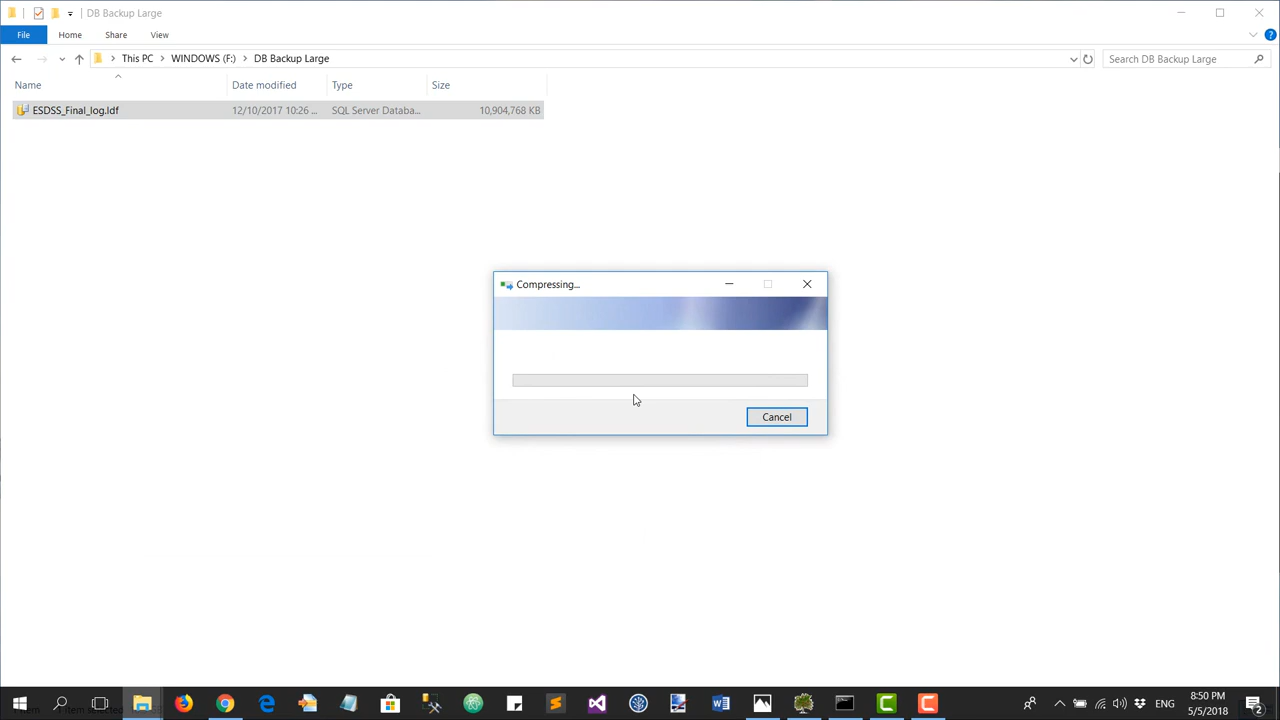 DB Backup Large
File Home Share View
This PC WINDOWS (F:) DB Backup Large Search DB Backup Large
Name Date modified Type Size
ESDSS_Final_log.ldf 12/10/2017 10:26 ... SQL Server Databa... 10,904,768 KB
Compressing...
Cancel
ENG
8:50 PM
5/5/2018
2